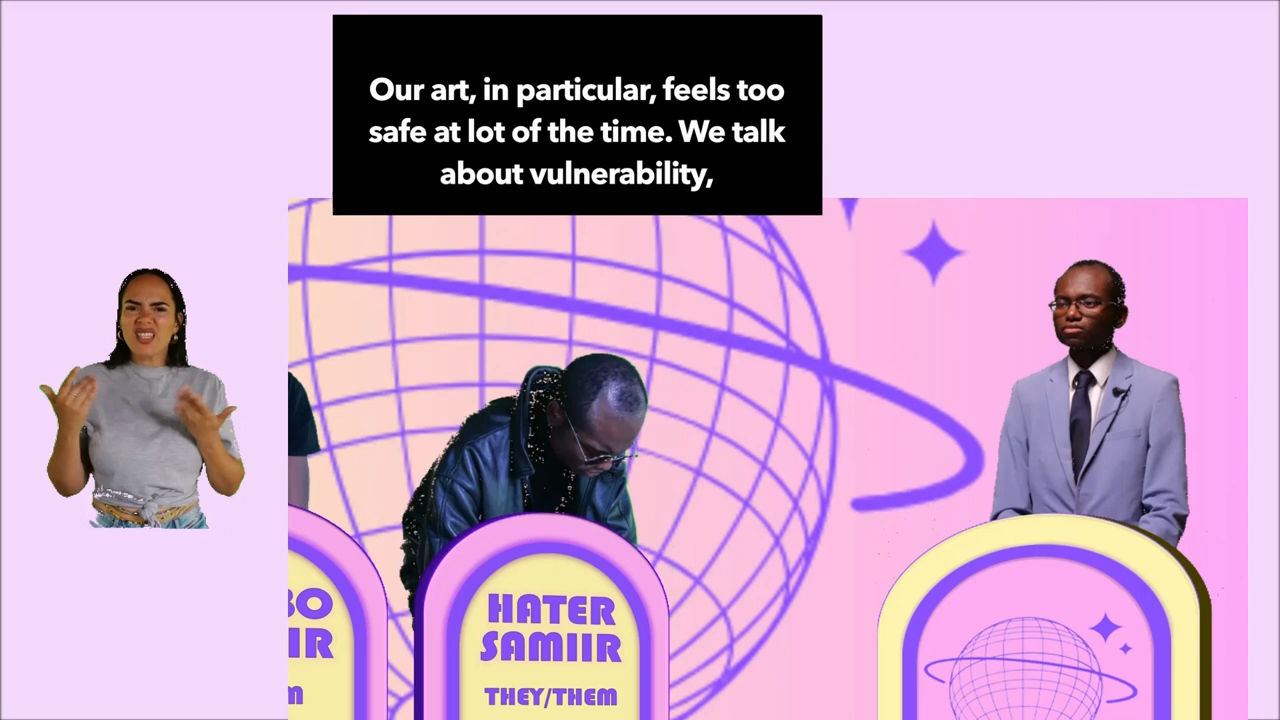 Our art, in particular, feels too
safe at lot of the time. We talk
about vulnerability,
HATER
SAMIIR
THEY/THEM